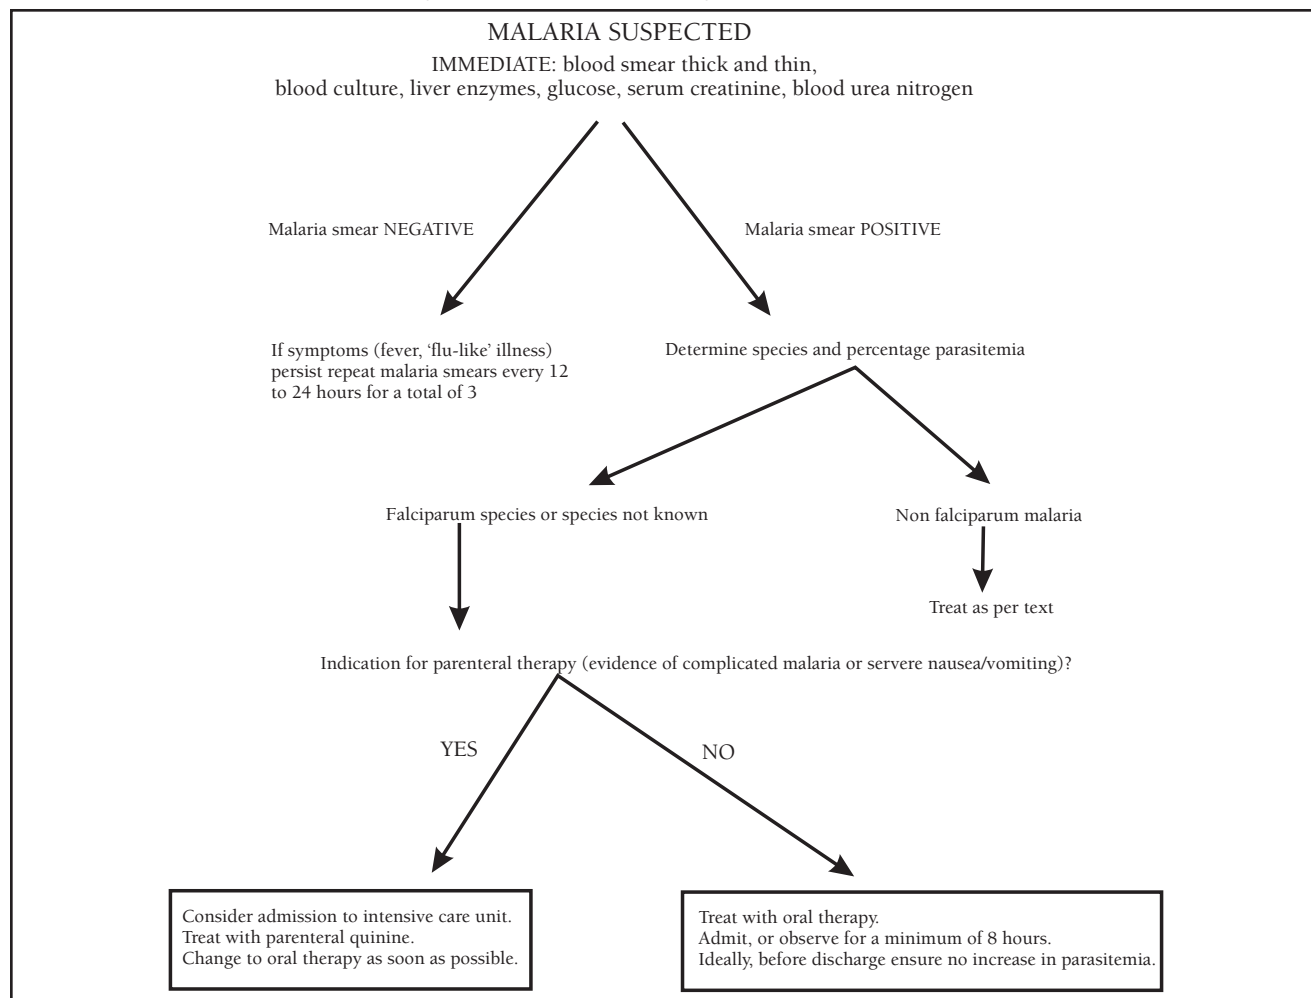 MALARIA SUSPECTED
IMMEDIATE: blood smear thick and thin,
blood culture, liver enzymes, glucose, serum creatinine, blood urea nitrogen
Malaria smear NEGATIVE
Malaria smear POSITIVE
If symptoms (fever, ‘flu-like’ illness)
persist repeat malaria smears every 12
to 24 hours for a total of 3
Determine species and percentage parasitemia
Falciparum species or species not known
Non falciparum malaria
Treat as per text
Indication for parenteral therapy (evidence of complicated malaria or servere nausea/vomiting)?
YES
NO
Consider admission to intensive care unit.
Treat with parenteral quinine.
Change to oral therapy as soon as possible.
Treat with oral therapy.
Admit, or observe for a minimum of 8 hours.
Ideally, before discharge ensure no increase in parasitemia.